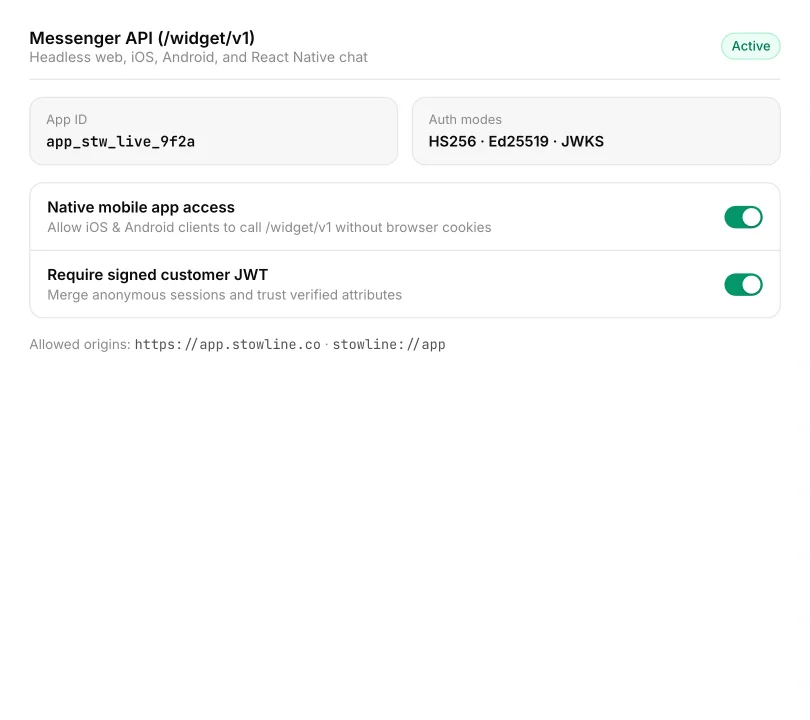 Messenger API (/widget/v1)
Headless web, iOS, Android, and React Native chat
Active
App ID
app_stw_live_9f2a
Auth modes
HS256 · Ed25519 · JWKS
Native mobile app access
Allow iOS & Android clients to call /widget/v1 without browser cookies
Require signed customer JWT
Merge anonymous sessions and trust verified attributes
Allowed origins: https://app.stowline.co · stowline://app